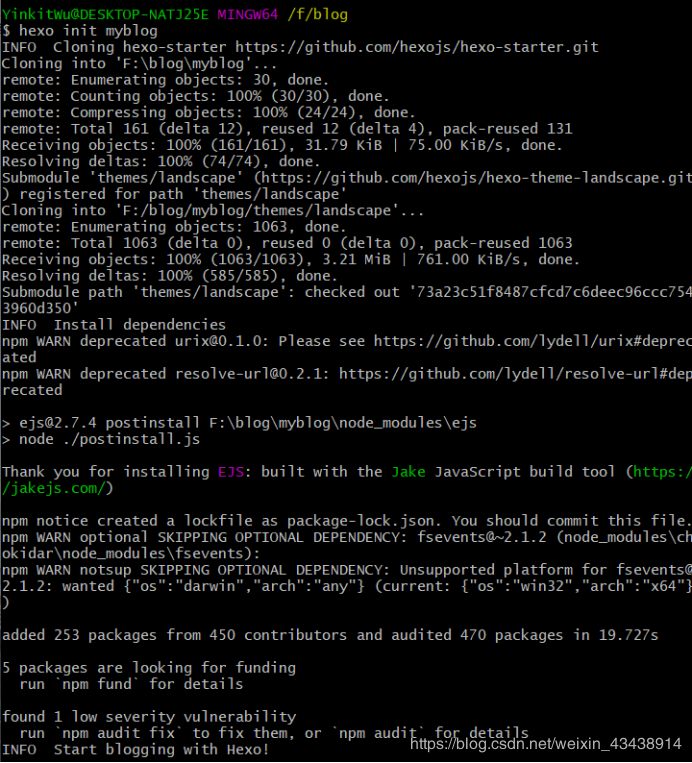 YinkitWu@DESKTOP-NATJ25E MINGW64 /f/blog
$ hexo init myblog
INFO  Cloning hexo-starter https://github.com/hexojs/hexo-starter.git
Cloning into 'F:\blog\myblog'...
remote: Enumerating objects: 30, done.
remote: Counting objects: 100% (30/30), done.
remote: Compressing objects: 100% (24/24), done.
remote: Total 161 (delta 12), reused 12 (delta 4), pack-reused 131
Receiving objects: 100% (161/161), 31.79 KiB | 75.00 KiB/s, done.
Resolving deltas: 100% (74/74), done.
Submodule 'themes/landscape' (https://github.com/hexojs/hexo-theme-landscape.git
) registered for path 'themes/landscape'
Cloning into 'F:/blog/myblog/themes/landscape'...
remote: Enumerating objects: 1063, done.
remote: Total 1063 (delta 0), reused 0 (delta 0), pack-reused 1063
Receiving objects: 100% (1063/1063), 3.21 MiB | 761.00 KiB/s, done.
Resolving deltas: 100% (585/585), done.
Submodule path 'themes/landscape': checked out '73a23c51f8487cfcd7c6deec96ccc754
3960d350'
INFO  Install dependencies
npm WARN deprecated urix@0.1.0: Please see https://github.com/lydell/urix#deprec
ated
npm WARN deprecated resolve-url@0.2.1: https://github.com/lydell/resolve-url#dep
recated
> ejs@2.7.4 postinstall F:\blog\myblog\node_modules\ejs
> node ./postinstall.js
Thank you for installing EJS: built with the Jake JavaScript build tool (https:/
/jakejs.com/)
npm notice created a lockfile as package-lock.json. You should commit this file.
npm WARN optional SKIPPING OPTIONAL DEPENDENCY: fsevents@~2.1.2 (node_modules\ch
okidar\node_modules\fsevents):
npm WARN notsup SKIPPING OPTIONAL DEPENDENCY: Unsupported platform for fsevents@
2.1.2: wanted {"os":"darwin","arch":"any"} (current: {"os":"win32","arch":"x64"}
)
added 253 packages from 450 contributors and audited 470 packages in 19.727s
5 packages are looking for funding
  run `npm fund` for details
found 1 low severity vulnerability
  run `npm audit fix` to fix them, or `npm audit` for details
INFO  Start blogging with Hexo!
https://blog.csdn.net/weixin_43438914